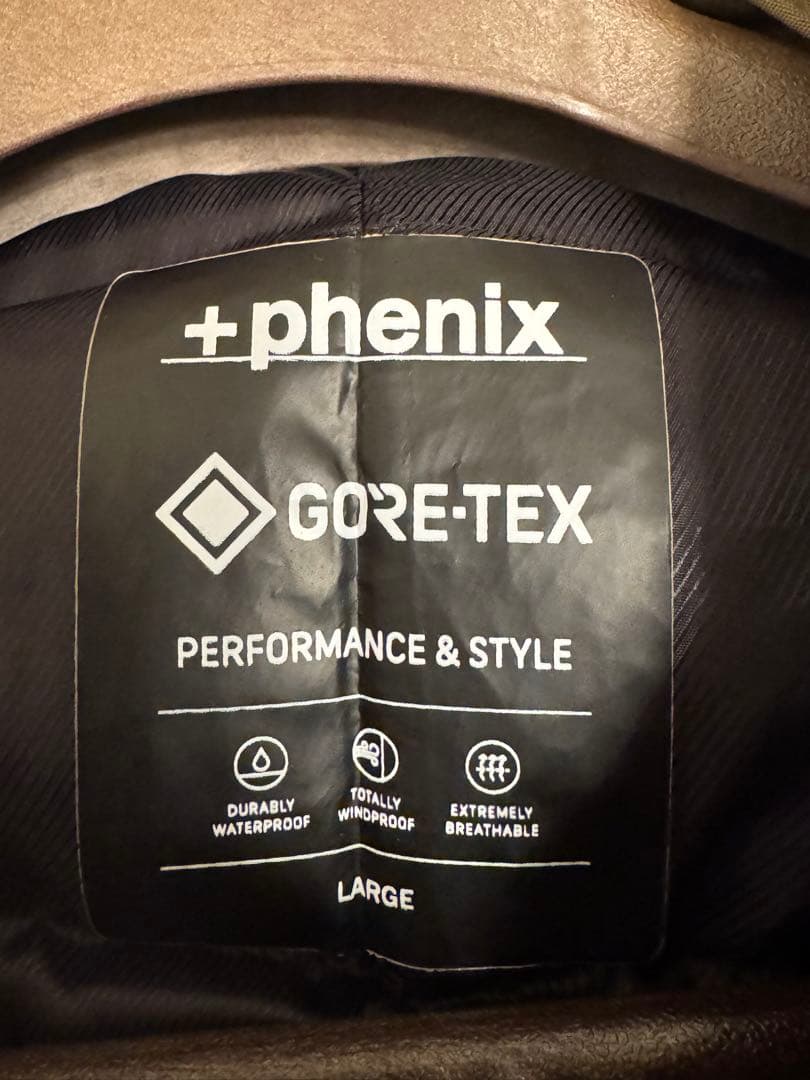 +phenix
GORE-TEX
PERFORMANCE & STYLE
DURABLY
WATERPROOF
TOTALLY
WINDPROOF
EXTREMELY
BREATHABLE
LARGE